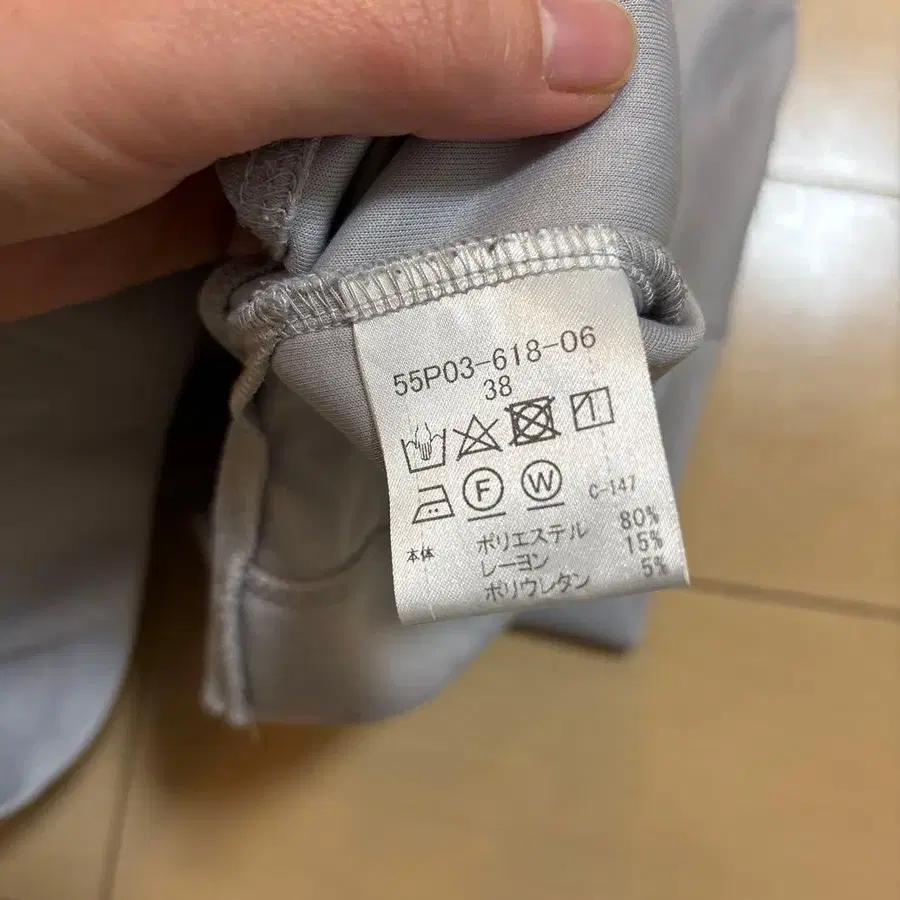 55P03-618-06
38
F W C-147
本体 ポリエステル 80%
レーヨン 15%
ポリウレタン 5%